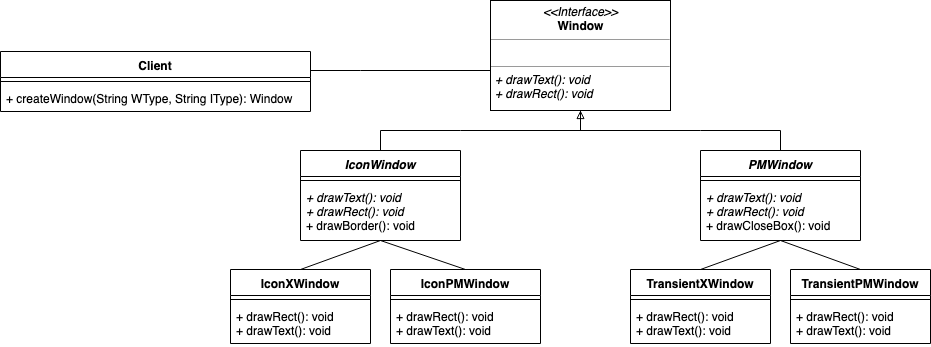 <<Interface>>
Window
+ drawText(): void
+ drawRect(): void
Client
+ createWindow(String WType, String IType): Window
IconWindow
+ drawText(): void
+ drawRect(): void
+ drawBorder(): void
PMWindow
+ drawText(): void
+ drawRect(): void
+ drawCloseBox(): void
IconXWindow
+ drawRect(): void
+ drawText(): void
IconPMWindow
+ drawRect(): void
+ drawText(): void
TransientXWindow
+ drawRect(): void
+ drawText(): void
TransientPMWindow
+ drawRect(): void
+ drawText(): void